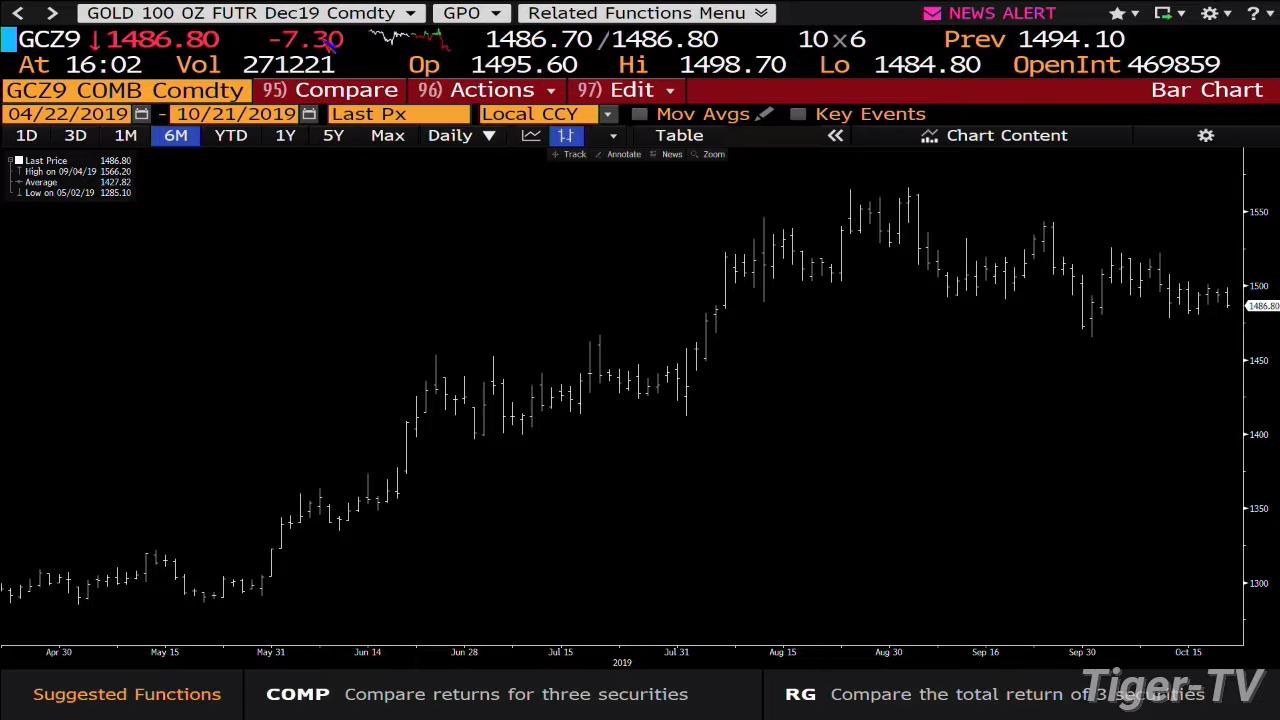 GOLD 100 OZ FUTR Dec19 Comdty GPO Related Functions Menu NEWS ALERT ?
GCZ9 ↓1486.80 -7.30 1486.70/1486.80 10x6 Prev 1494.10
At 16:02 Vol 271221 Op 1495.60 Hi 1498.70 Lo 1484.80 OpenInt 469859
GCZ9 COMB Comdty 95) Compare 96) Actions 97) Edit Bar Chart
04/22/2019 - 10/21/2019 Last Px Local CCY Mov Avgs Key Events
1D 3D 1M 6M YTD 1Y 5Y Max Daily ▼ Table « Chart Content
Track Annotate News Zoom
Last Price 1486.80
High on 09/04/19 1566.20
Average 1427.82
Low on 05/02/19 1285.10
1550
1500
1486.80
1450
1400
1350
1300
Apr 30 May 15 May 31 Jun 14 Jun 28 Jul 15 Jul 31 Aug 15 Aug 30 Sep 16 Sep 30 Oct 15
2019
Suggested Functions COMP Compare returns for three securities RG Compare the total return of 3 securities
Tiger-TV